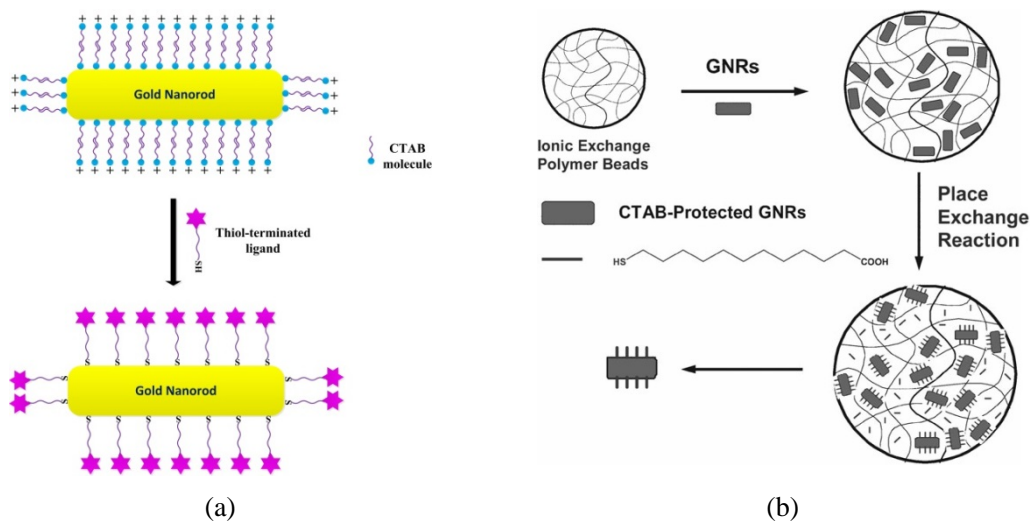 + + + + + + + + + + + +
+ + + Gold Nanorod + + +
+ + + + + + + + + + + +
CTAB
molecule
Thiol-terminated
ligand
HS
S S S S S S S
S S Gold Nanorod S S
S S S S S S S
(a)
Ionic Exchange
Polymer Beads
GNRs
CTAB-Protected GNRs
HS COOH
Place
Exchange
Reaction
(b)